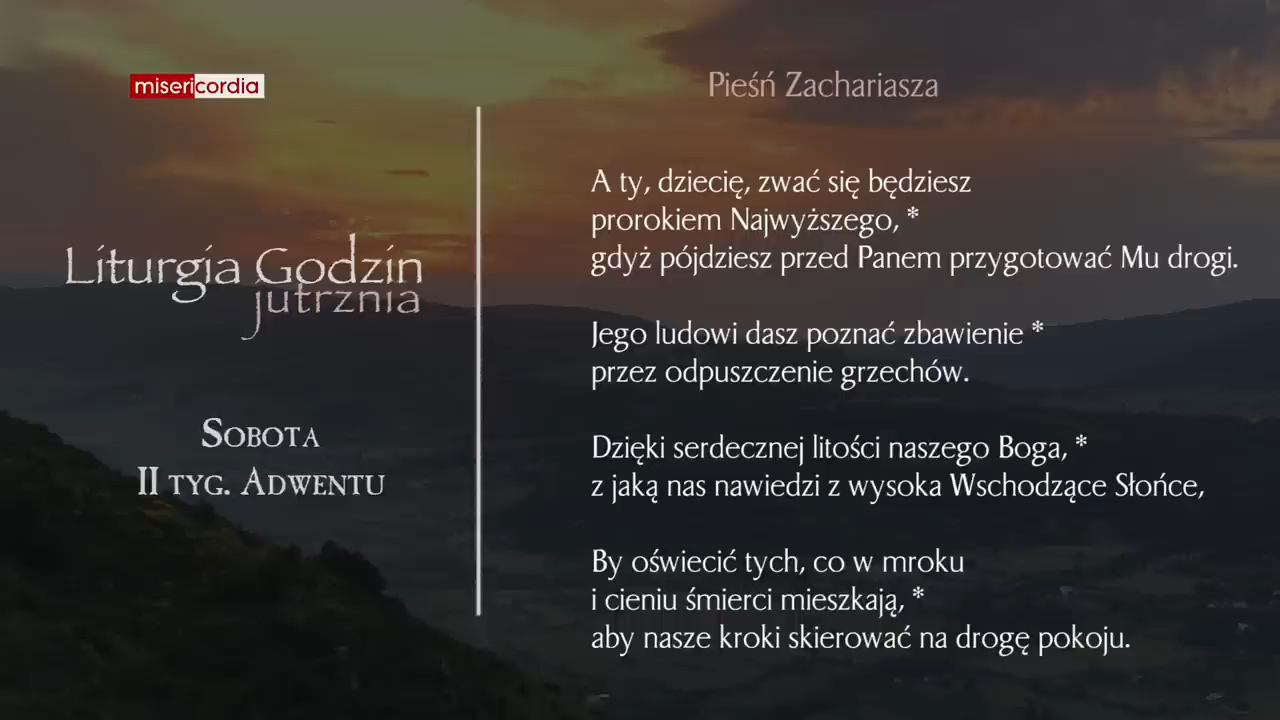 misericordia
Liturgia Godzin
jutrznia
Sobota
II tyg. Adwentu
Pieśń Zachariasza
A ty, dziecię, zwać się będziesz
prorokiem Najwyższego, *
gdyż pójdziesz przed Panem przygotować Mu drogi.
Jego ludowi dasz poznać zbawienie *
przez odpuszczenie grzechów.
Dzięki serdecznej litości naszego Boga, *
z jaką nas nawiedzi z wysoka Wschodzące Słońce,
By oświecić tych, co w mroku
i cieniu śmierci mieszkają, *
aby nasze kroki skierować na drogę pokoju.